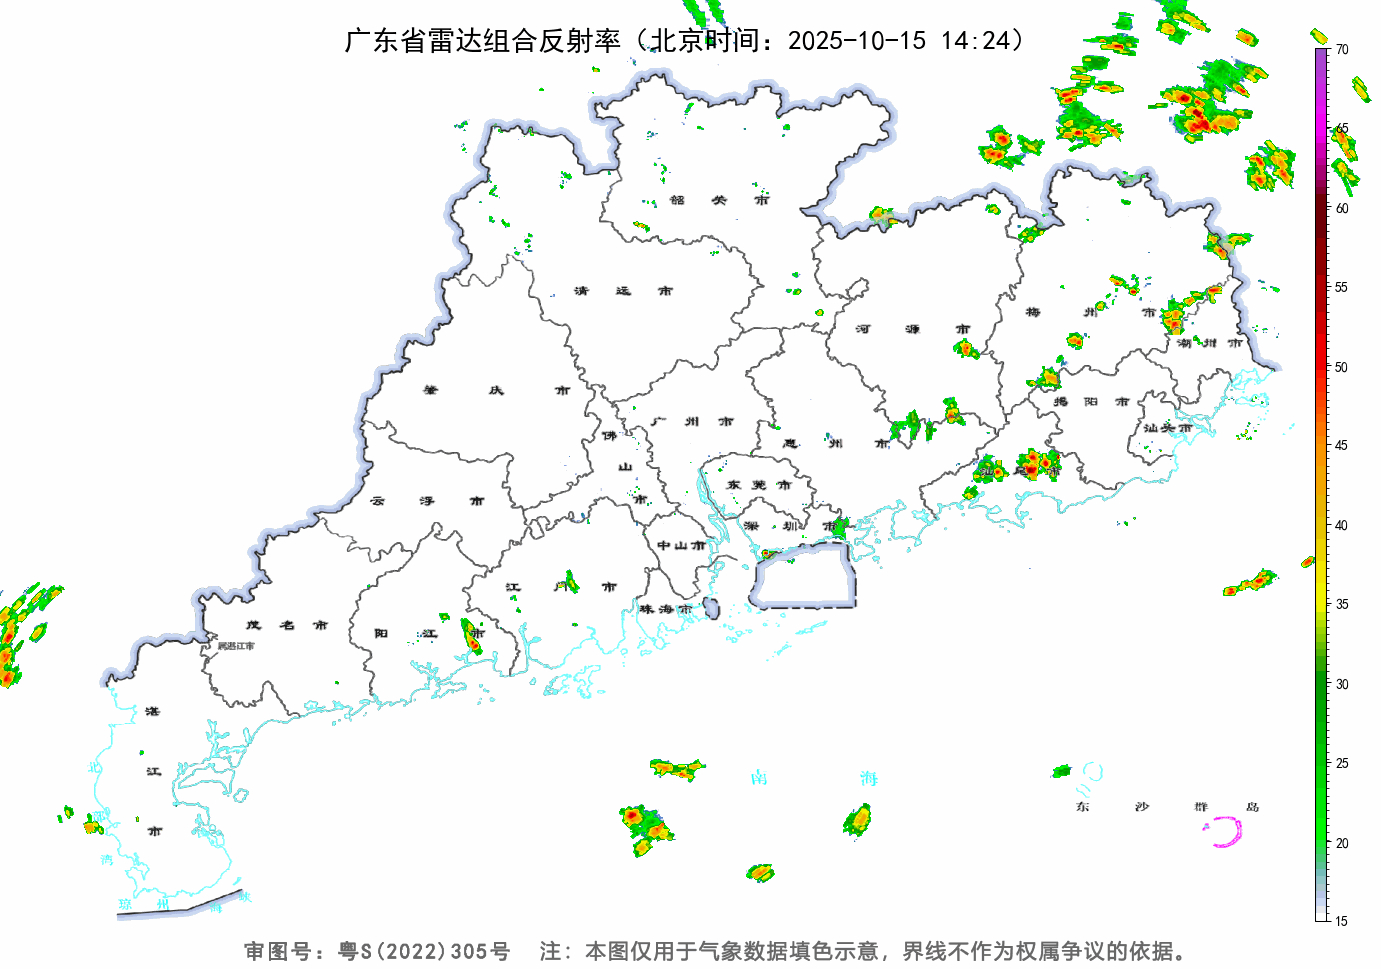 广东省雷达组合反射率（北京时间：2025-10-15 14:24）
70
65
60
55
50
45
40
35
30
25
20
15
韶关市
清远市
河源市
梅州市
潮州市
肇庆市
广州市
揭阳市
汕头市
佛山市
惠州市
汕尾市
云浮市
东莞市
深圳市
中山市
江门市
珠海市
茂名市
阳江市
属湛江市
湛江市
北部湾
南海
东沙群岛
琼州海峡
审图号：粤S(2022)305号 注：本图仅用于气象数据填色示意，界线不作为权属争议的依据。